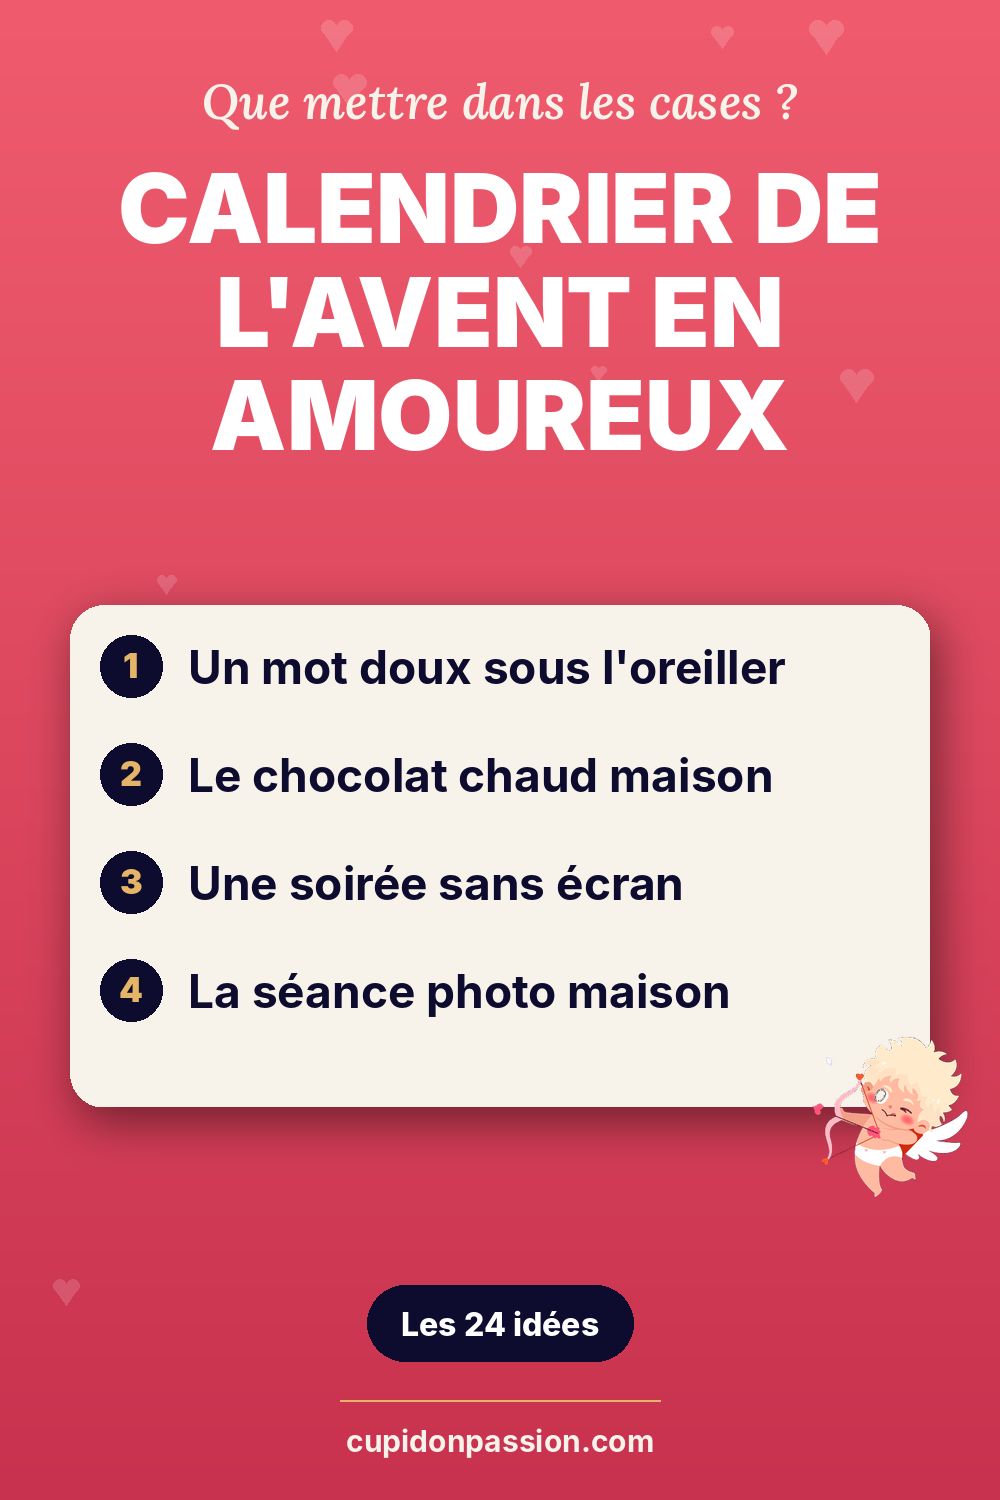 Que mettre dans les cases ?
CALENDRIER DE
L'AVENT EN
AMOUREUX
1 Un mot doux sous l'oreiller
2 Le chocolat chaud maison
3 Une soirée sans écran
4 La séance photo maison
Les 24 idées
cupidonpassion.com